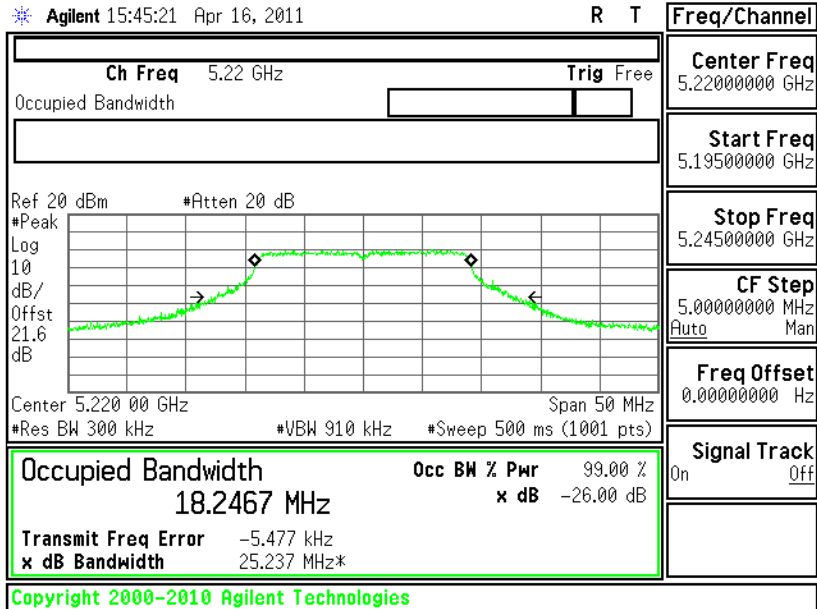 Agilent 15:45:21 Apr 16, 2011 R T
Freq/Channel
Ch Freq 5.22 GHz Trig Free
Occupied Bandwidth
Center Freq
5.22000000 GHz
Start Freq
5.19500000 GHz
Stop Freq
5.24500000 GHz
CF Step
5.00000000 MHz
Auto Man
Freq Offset
0.00000000 Hz
Signal Track
On Off
Ref 20 dBm #Atten 20 dB
#Peak
Log
10
dB/
Offst
21.6
dB
Center 5.220 00 GHz Span 50 MHz
#Res BW 300 kHz #VBW 910 kHz #Sweep 500 ms (1001 pts)
Occupied Bandwidth Occ BW % Pwr 99.00 %
18.2467 MHz x dB -26.00 dB
Transmit Freq Error -5.477 kHz
x dB Bandwidth 25.237 MHz*
Copyright 2000-2010 Agilent Technologies